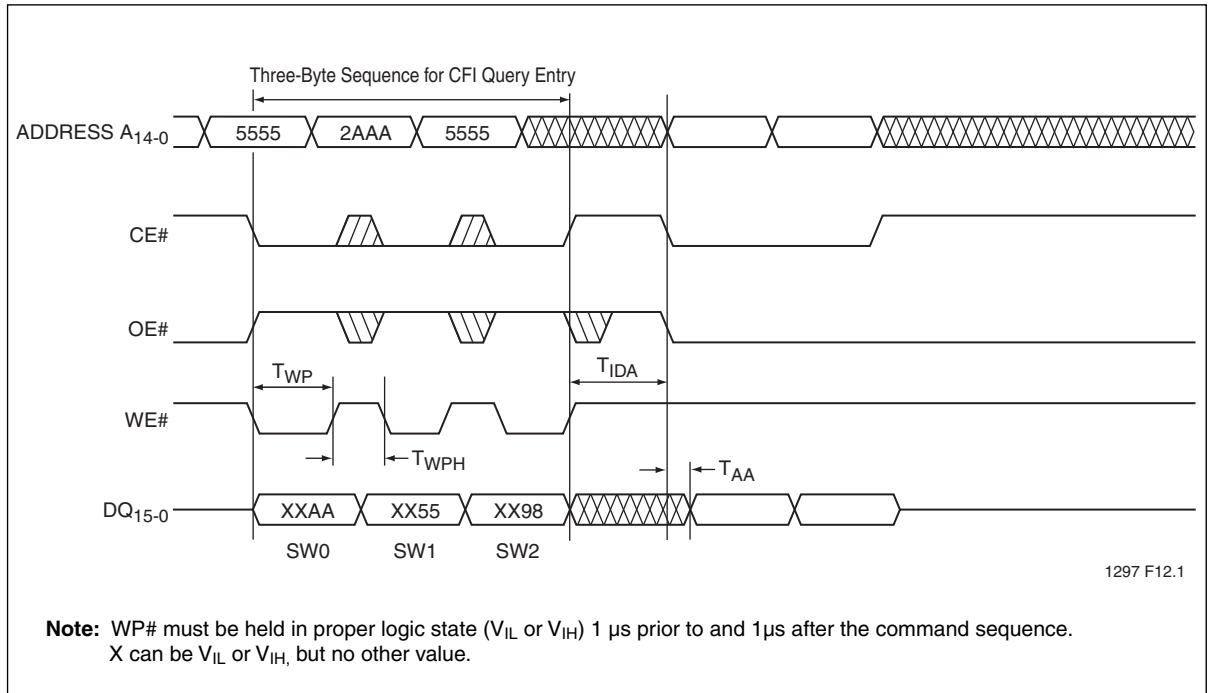 Three-Byte Sequence for CFI Query Entry
ADDRESS A14-0 5555 2AAA 5555
CE#
OE#
TWP TIDA
WE#
TWPH TAA
DQ15-0 XXAA XX55 XX98
SW0 SW1 SW2
1297 F12.1
Note: WP# must be held in proper logic state (VIL or VIH) 1 µs prior to and 1µs after the command sequence.
X can be VIL or VIH, but no other value.